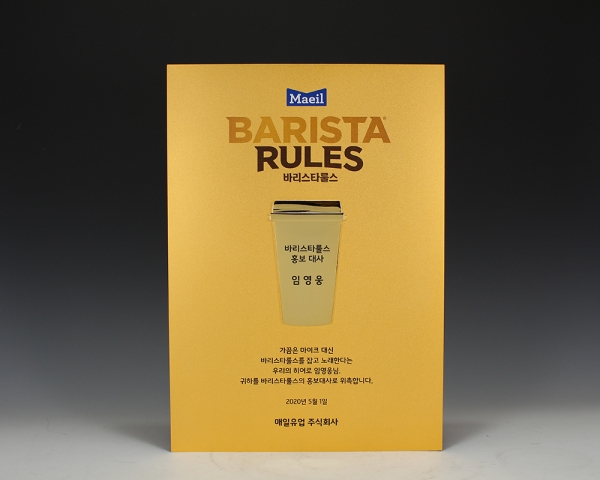 Maeil
BARISTA
RULES
바리스타룰스
바리스타룰스
홍보 대사
임영웅
가끔은 마이크 대신
바리스타룰스를 잡고 노래한다는
우리의 히어로 임영웅님.
귀하를 바리스타룰스의 홍보대사로 위촉합니다.
2020년 5월 1일
매일유업 주식회사